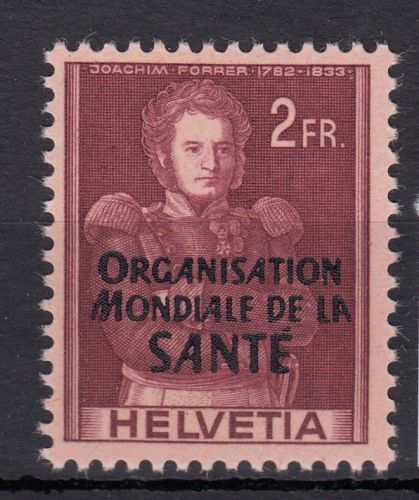 JOACHIM FORRER · 1782-1833
2 FR.
ORGANISATION
MONDIALE DE LA
SANTÉ
HELVETIA